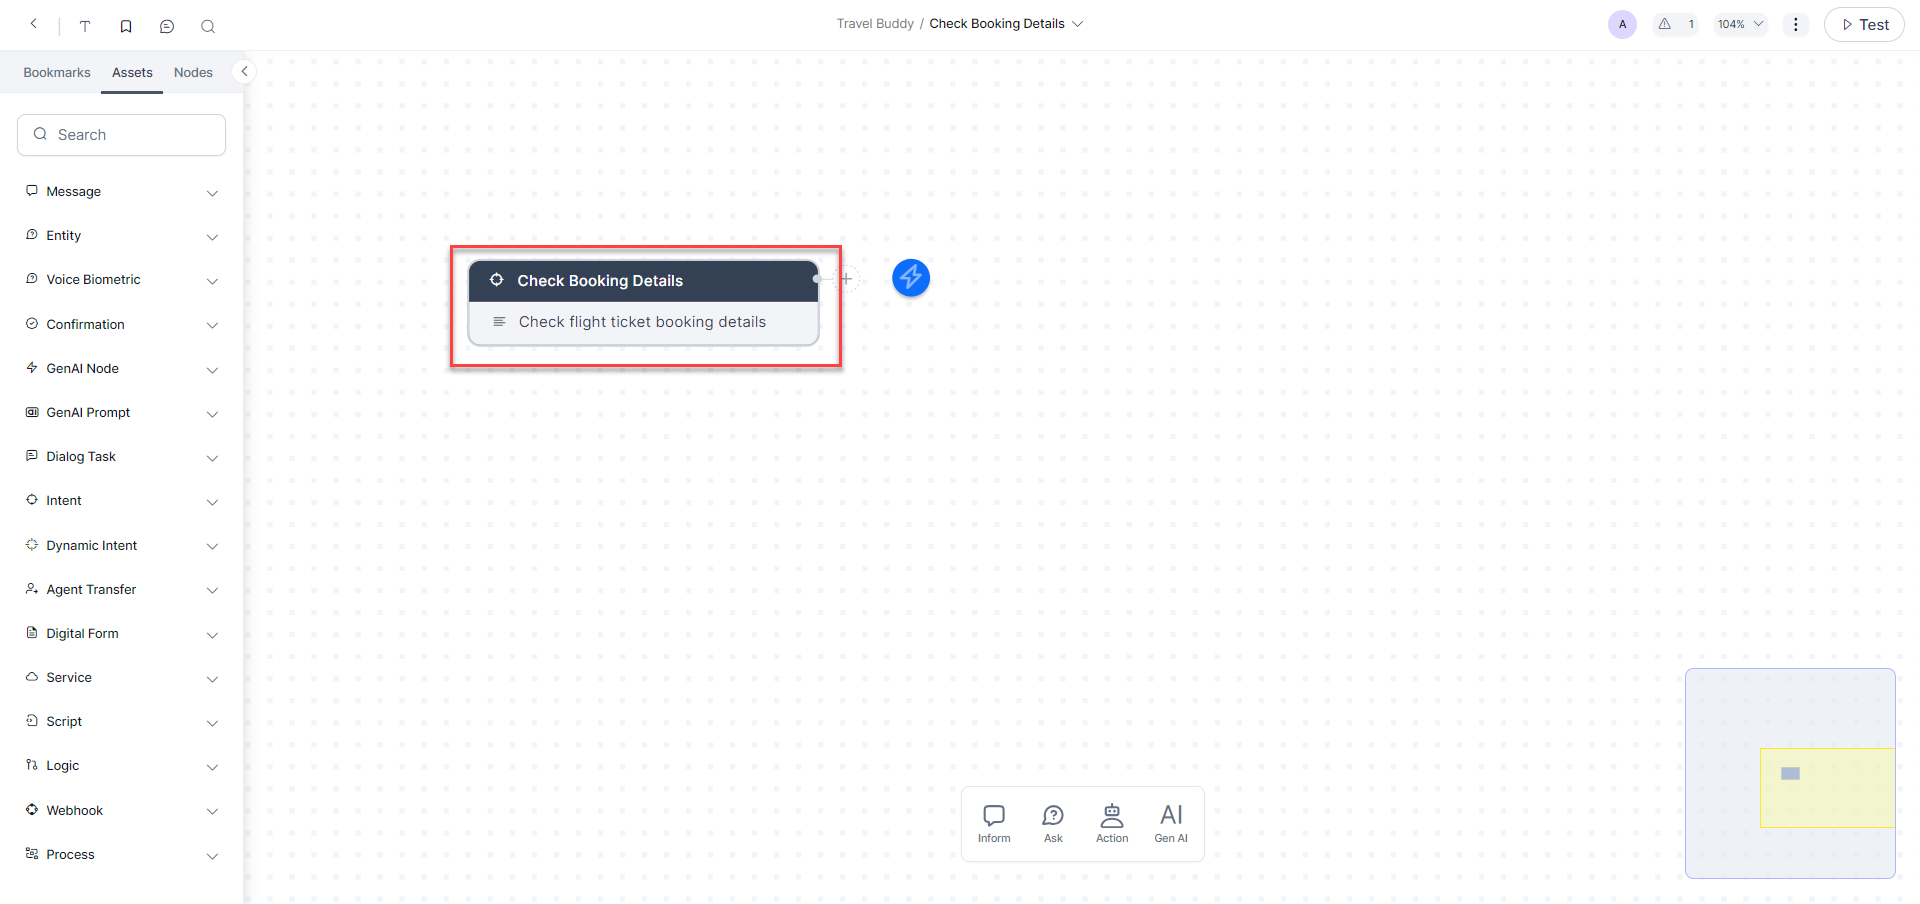 T
Travel Buddy / Check Booking Details
A
1
104%
Test
Bookmarks Assets Nodes
Search
Message
Entity
Voice Biometric
Confirmation
GenAI Node
GenAI Prompt
Dialog Task
Intent
Dynamic Intent
Agent Transfer
Digital Form
Service
Script
Logic
Webhook
Process
Check Booking Details
Check flight ticket booking details
AI
Inform Ask Action Gen AI